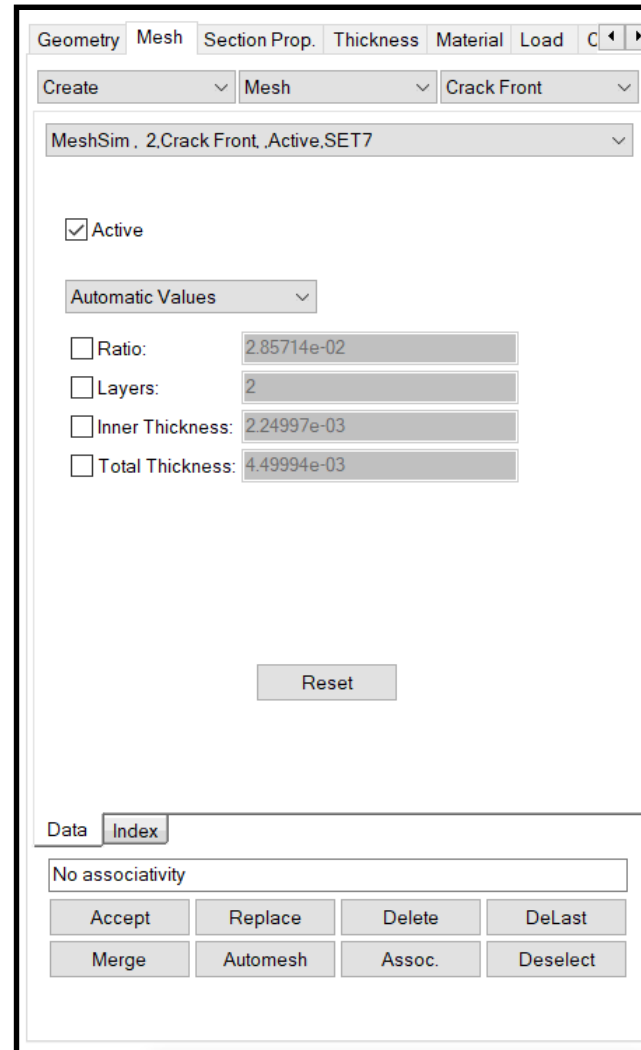 Geometry Mesh Section Prop. Thickness Material Load C
Create Mesh Crack Front
MeshSim , 2,Crack Front, ,Active,SET7
Active
Automatic Values
Ratio: 2.85714e-02
Layers: 2
Inner Thickness: 2.24997e-03
Total Thickness: 4.49994e-03
Reset
Data Index
No associativity
Accept Replace Delete DeLast
Merge Automesh Assoc. Deselect